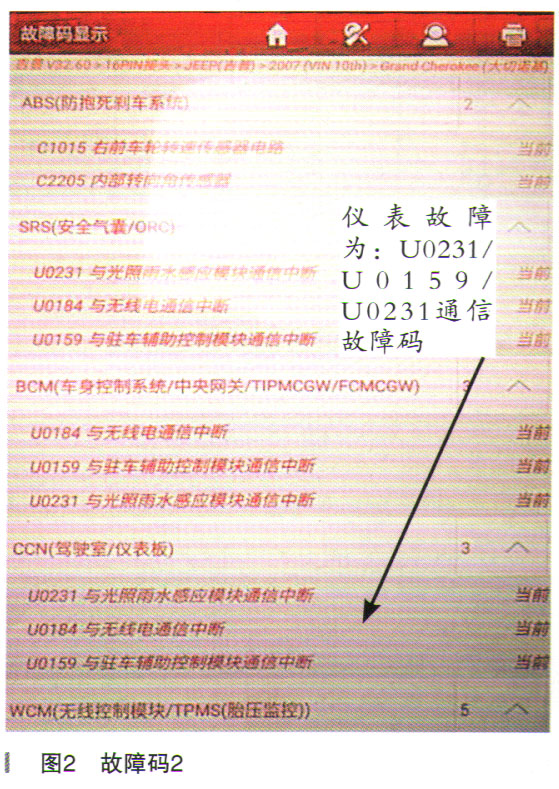 故障码显示
吉普 V32.60 > 16PIN接头 > JEEP(吉普) > 2007 (VIN 10th) > Grand Cherokee (大切诺基)
ABS(防抱死刹车系统) 2
C1015 右前车轮转速传感器电路 当前
C2205 内部转向角传感器 当前
SRS(安全气囊/ORC)
U0231 与光照雨水感应模块通信中断 当前
U0184 与无线电通信中断 当前
U0159 与驻车辅助控制模块通信中断 当前
仪表故障
为：U0231/
U0159/
U0231通信
故障码
BCM(车身控制系统/中央网关/TIPMCGW/FCMCGW) 3
U0184 与无线电通信中断 当前
U0159 与驻车辅助控制模块通信中断 当前
U0231 与光照雨水感应模块通信中断 当前
CCN(驾驶室/仪表板) 3
U0231 与光照雨水感应模块通信中断 当前
U0184 与无线电通信中断 当前
U0159 与驻车辅助控制模块通信中断 当前
WCM(无线控制模块/TPMS(胎压监控)) 5
图2 故障码2